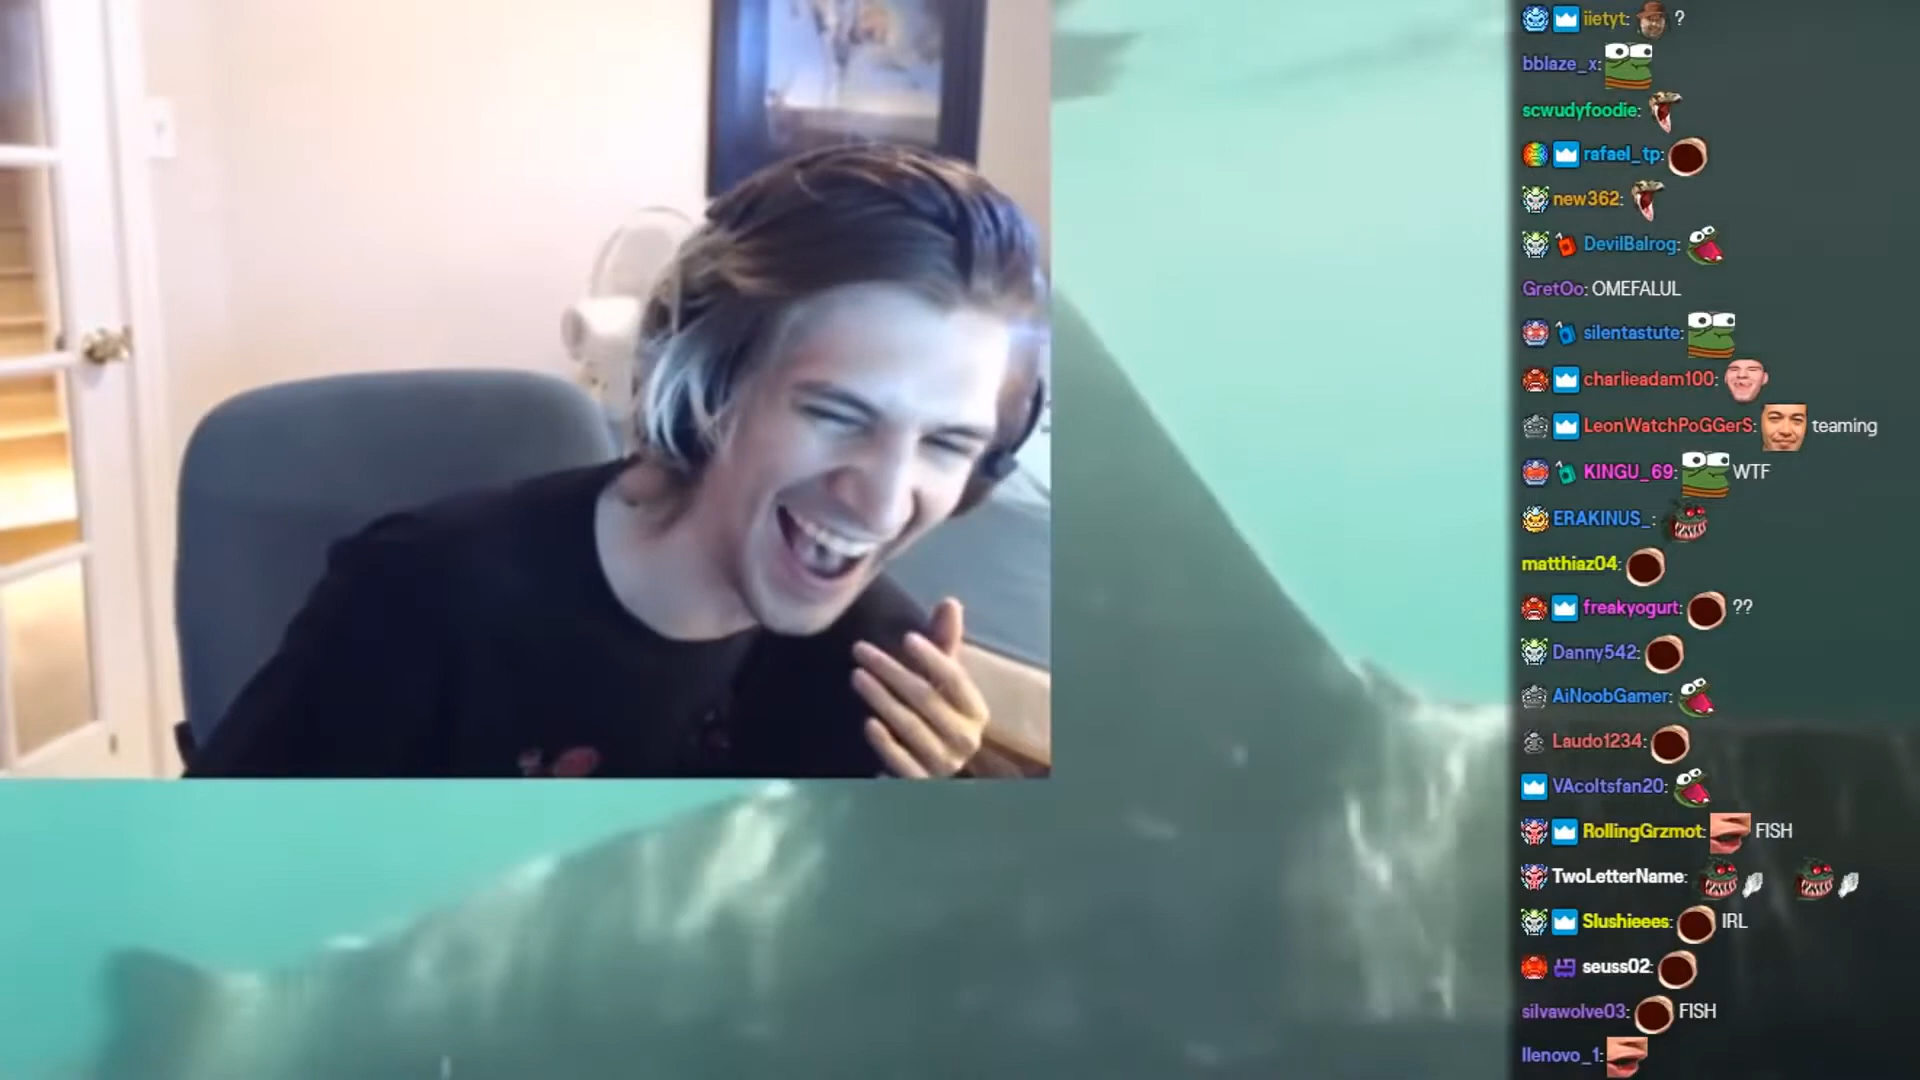 iietyt: ?
bblaze_x:
scwudyfoodie:
rafael_tp:
new362:
DevilBalrog:
GretOo: OMEFALUL
silentastute:
charlieadam100:
LeonWatchPoGGerS: teaming
KINGU_69: WTF
ERAKINUS_:
matthiaz04:
freakyogurt: ??
Danny542:
AiNoobGamer:
Laudo1234:
VAcoltsfan20:
RollingGrzmot: FISH
TwoLetterName:
Slushieees: IRL
seuss02:
silvawolve03: FISH
llenovo_1: